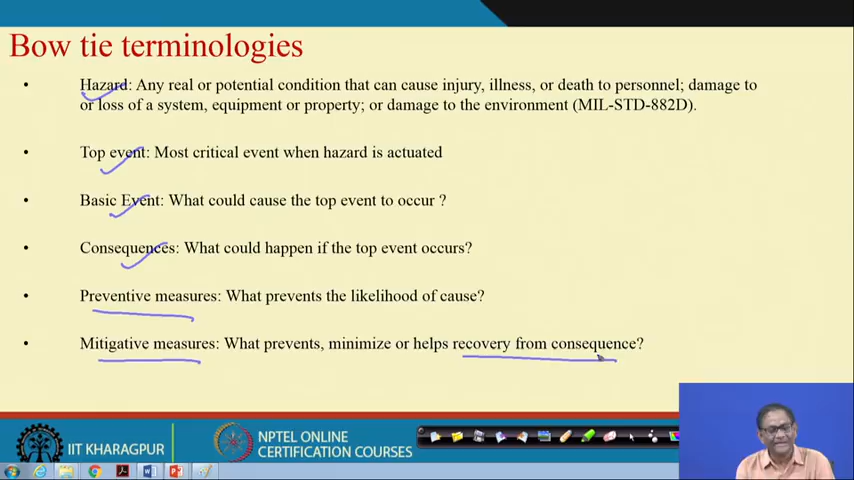 Bow tie terminologies
• Hazard: Any real or potential condition that can cause injury, illness, or death to personnel; damage to
or loss of a system, equipment or property; or damage to the environment (MIL-STD-882D).
• Top event: Most critical event when hazard is actuated
• Basic Event: What could cause the top event to occur ?
• Consequences: What could happen if the top event occurs?
• Preventive measures: What prevents the likelihood of cause?
• Mitigative measures: What prevents, minimize or helps recovery from consequence?
IIT KHARAGPUR
NPTEL ONLINE
CERTIFICATION COURSES